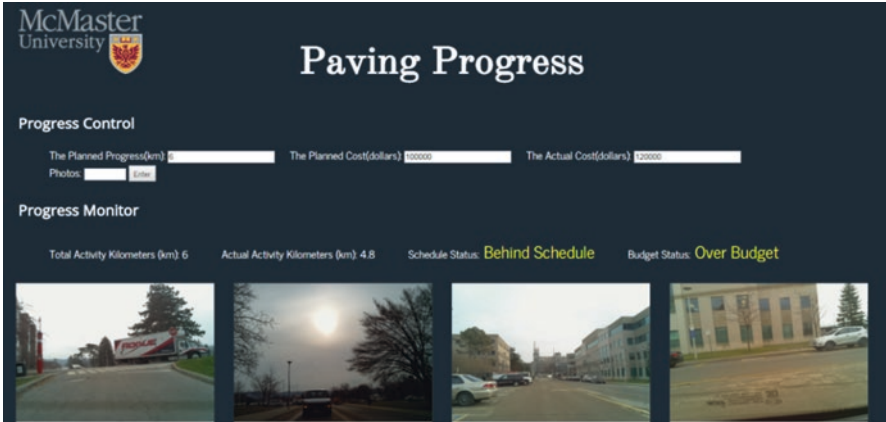 McMaster
University
Paving Progress
Progress Control
The Planned Progress(km): 6 The Planned Cost(dollars): 100000 The Actual Cost(dollars): 120000
Photos: Enter
Progress Monitor
Total Activity Kilometers (km): 6 Actual Activity Kilometers (km): 4.8 Schedule Status: Behind Schedule Budget Status: Over Budget
ROGUE